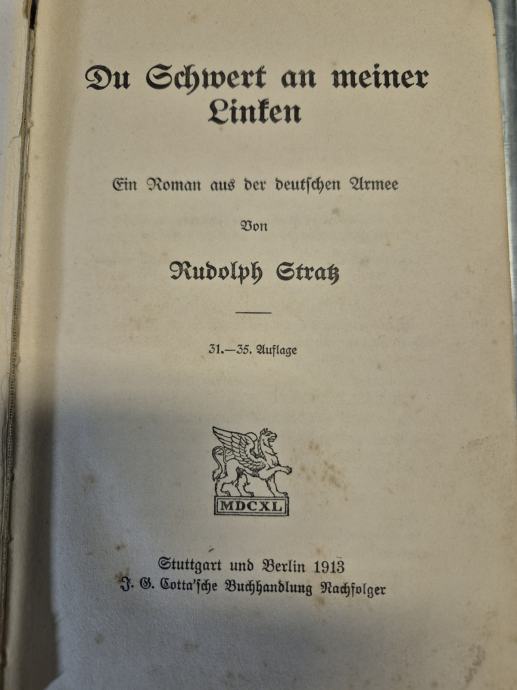 Du Schwert an meiner
Linken
Ein Roman aus der deutschen Armee
Von
Rudolph Stratz
31.—35. Auflage
MDCXL
Stuttgart und Berlin 1913
J. G. Cotta'sche Buchhandlung Nachfolger